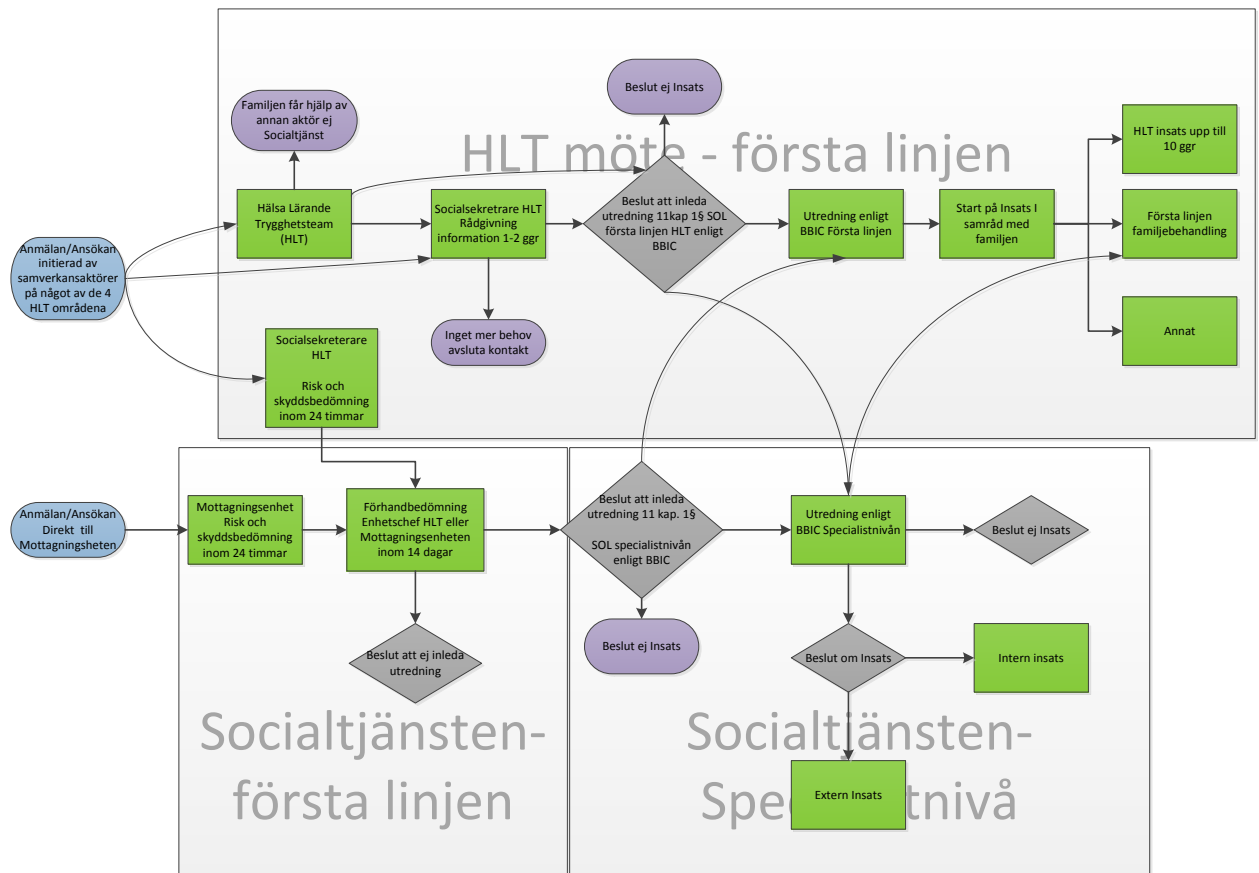 HLT möte - första linjen
Beslut ej Insats
Familjen får hjälp av
annan aktör ej
Socialtjänst
Hälsa Lärande
Trygghetsteam
(HLT)
Socialsekretrare HLT
Rådgivning
information 1-2 ggr
Beslut att inleda
utredning 11kap 1§ SOL
första linjen HLT enligt
BBIC
Utredning enligt
BBIC Första linjen
Start på Insats I
samråd med
familjen
HLT insats upp till
10 ggr
Första linjen
familjebehandling
Annat
Anmälan/Ansökan
initierad av
samverkansaktörer
på något av de 4
HLT områdena
Inget mer behov
avsluta kontakt
Socialsekreterare
HLT
Risk och
skyddsbedömning
inom 24 timmar
Anmälan/Ansökan
Direkt till
Mottagningsheten
Mottagningsenhet
Risk och
skyddsbedömning
inom 24 timmar
Förhandbedömning
Enhetschef HLT eller
Mottagningsenheten
inom 14 dagar
Beslut att ej inleda
utredning
Socialtjänsten-
första linjen
Beslut att inleda
utredning 11 kap. 1§
SOL specialistnivån
enligt BBIC
Utredning enligt
BBIC Specialistnivån
Beslut ej Insats
Beslut ej Insats
Beslut om Insats
Intern insats
Extern Insats
Socialtjänsten-